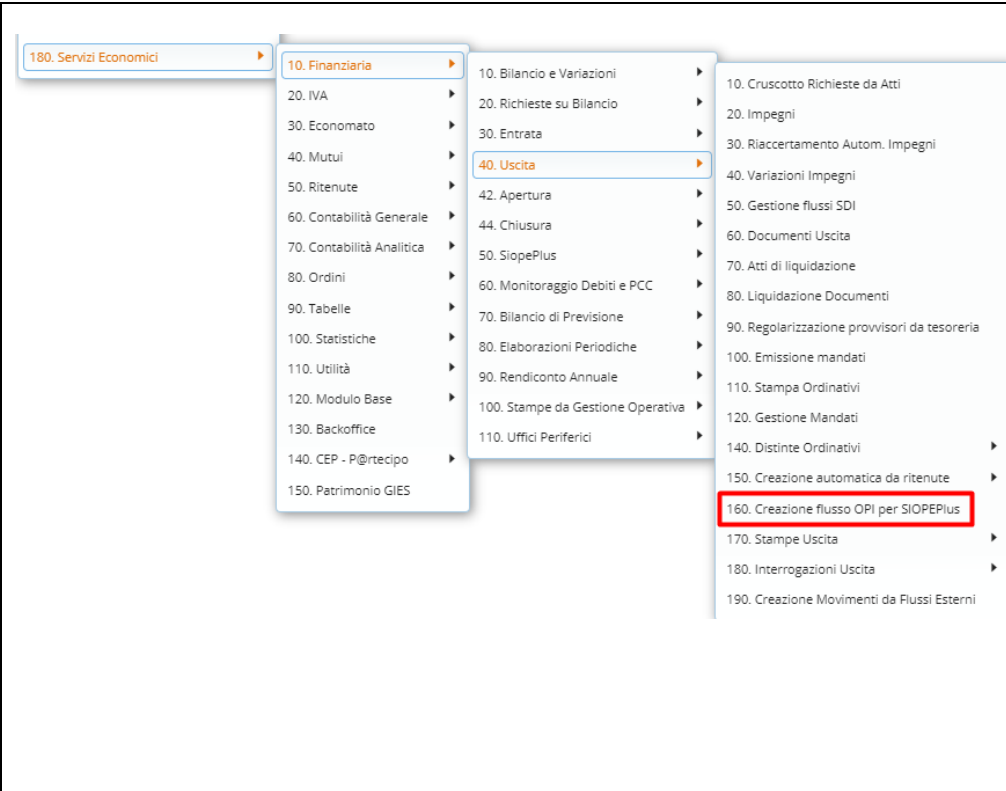 180. Servizi Economici
10. Finanziaria
20. IVA
30. Economato
40. Mutui
50. Ritenute
60. Contabilità Generale
70. Contabilità Analitica
80. Ordini
90. Tabelle
100. Statistiche
110. Utilità
120. Modulo Base
130. Backoffice
140. CEP - P@rtecipo
150. Patrimonio GIES
10. Bilancio e Variazioni
20. Richieste su Bilancio
30. Entrata
40. Uscita
42. Apertura
44. Chiusura
50. SiopePlus
60. Monitoraggio Debiti e PCC
70. Bilancio di Previsione
80. Elaborazioni Periodiche
90. Rendiconto Annuale
100. Stampe da Gestione Operativa
110. Uffici Periferici
10. Cruscotto Richieste da Atti
20. Impegni
30. Riaccertamento Autom. Impegni
40. Variazioni Impegni
50. Gestione flussi SDI
60. Documenti Uscita
70. Atti di liquidazione
80. Liquidazione Documenti
90. Regolarizzazione provvisori da tesoreria
100. Emissione mandati
110. Stampa Ordinativi
120. Gestione Mandati
140. Distinte Ordinativi
150. Creazione automatica da ritenute
160. Creazione flusso OPI per SIOPEPlus
170. Stampe Uscita
180. Interrogazioni Uscita
190. Creazione Movimenti da Flussi Esterni